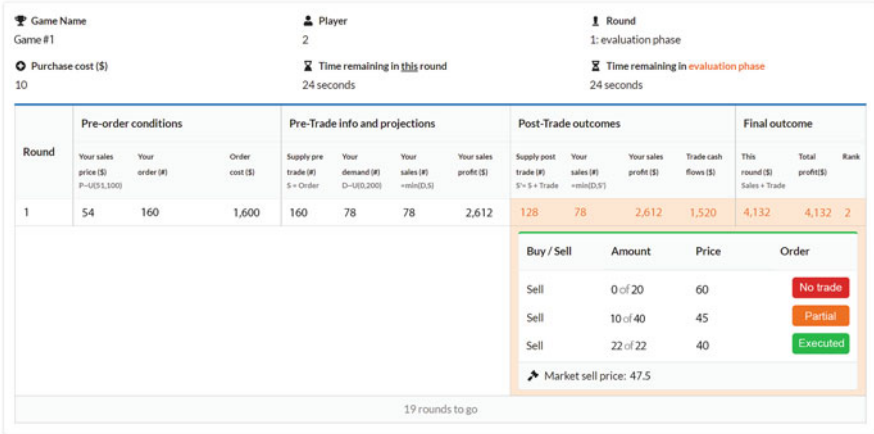 Game Name Player Round
Game #1 2 1: evaluation phase
Purchase cost ($) Time remaining in this round Time remaining in evaluation phase
10 24 seconds 24 seconds
Round Pre-order conditions Pre-Trade info and projections Post-Trade outcomes Final outcome
Your sales Your Order Supply pre Your Your Your sales Supply post Your Your sales Trade cash This Total Rank
price ($) order (#) cost ($) trade (#) demand (#) sales (#) profit ($) trade (#) sales (#) profit ($) flows ($) round ($) profit($)
P~U(51,100) S = Order D~U(0,200) =min(D,S) S'= S + Trade =min(D,S') Sales + Trade
1 54 160 1,600 160 78 78 2,612 128 78 2,612 1,520 4,132 4,132 2
Buy / Sell Amount Price Order
Sell 0 of 20 60 No trade
Sell 10 of 40 45 Partial
Sell 22 of 22 40 Executed
Market sell price: 47.5
19 rounds to go